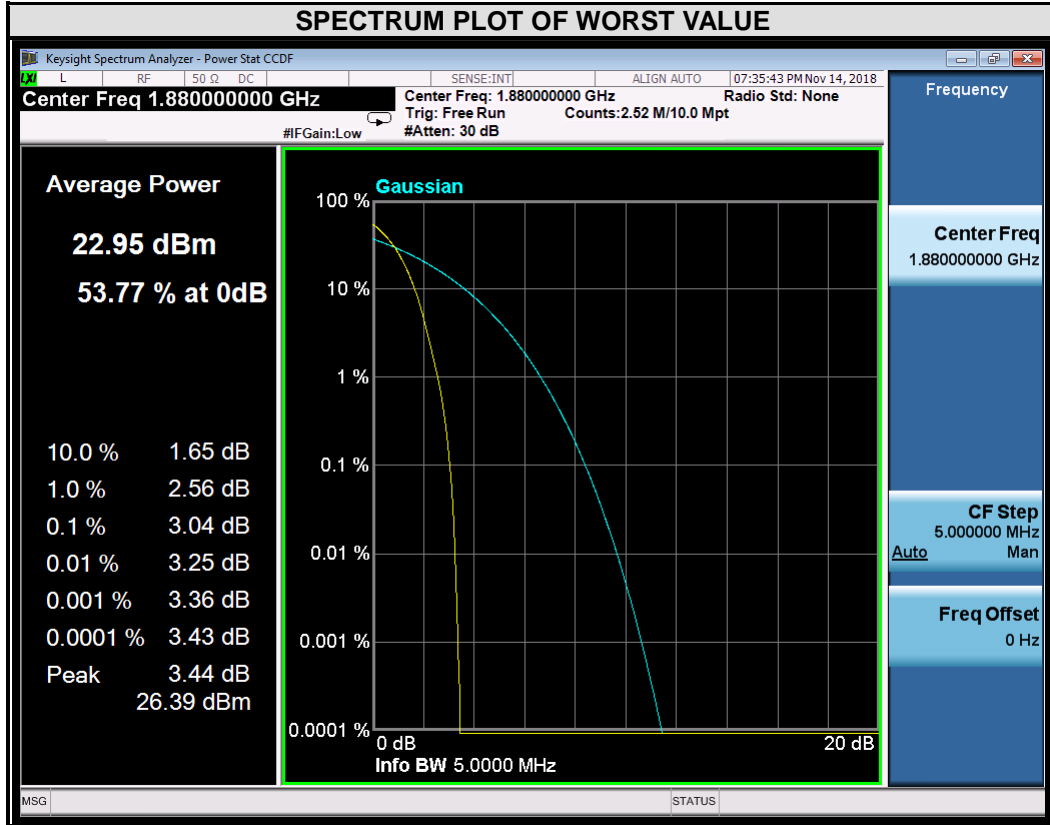 SPECTRUM PLOT OF WORST VALUE
Keysight Spectrum Analyzer - Power Stat CCDF
LXI L RF 50 Ω DC SENSE:INT ALIGN AUTO 07:35:43 PM Nov 14, 2018
Center Freq 1.880000000 GHz
#IFGain:Low
Center Freq: 1.880000000 GHz Radio Std: None
Trig: Free Run Counts:2.52 M/10.0 Mpt
#Atten: 30 dB
Average Power
22.95 dBm
53.77 % at 0dB
10.0 % 1.65 dB
1.0 % 2.56 dB
0.1 % 3.04 dB
0.01 % 3.25 dB
0.001 % 3.36 dB
0.0001 % 3.43 dB
Peak 3.44 dB
26.39 dBm
Gaussian
100 %
10 %
1 %
0.1 %
0.01 %
0.001 %
0.0001 %
0 dB 20 dB
Info BW 5.0000 MHz
Frequency
Center Freq
1.880000000 GHz
CF Step
5.000000 MHz
Auto Man
Freq Offset
0 Hz
MSG STATUS